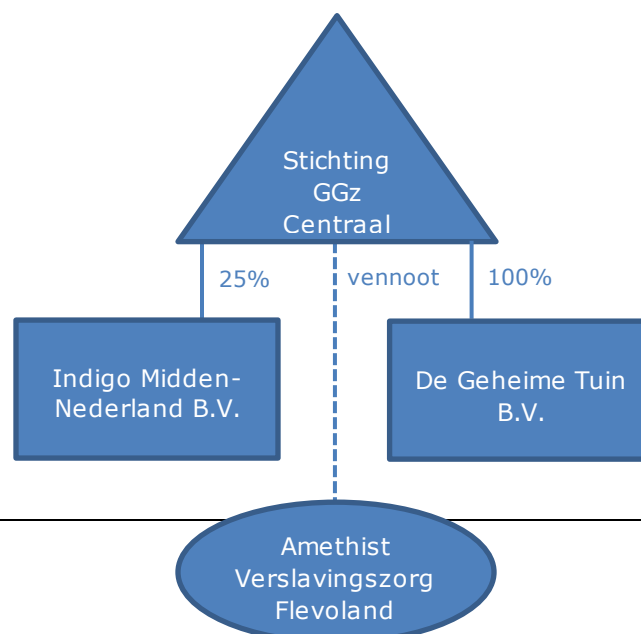 Stichting
GGz
Centraal
25%
vennoot
100%
Indigo Midden-
Nederland B.V.
De Geheime Tuin
B.V.
Amethist
Verslavingszorg
Flevoland